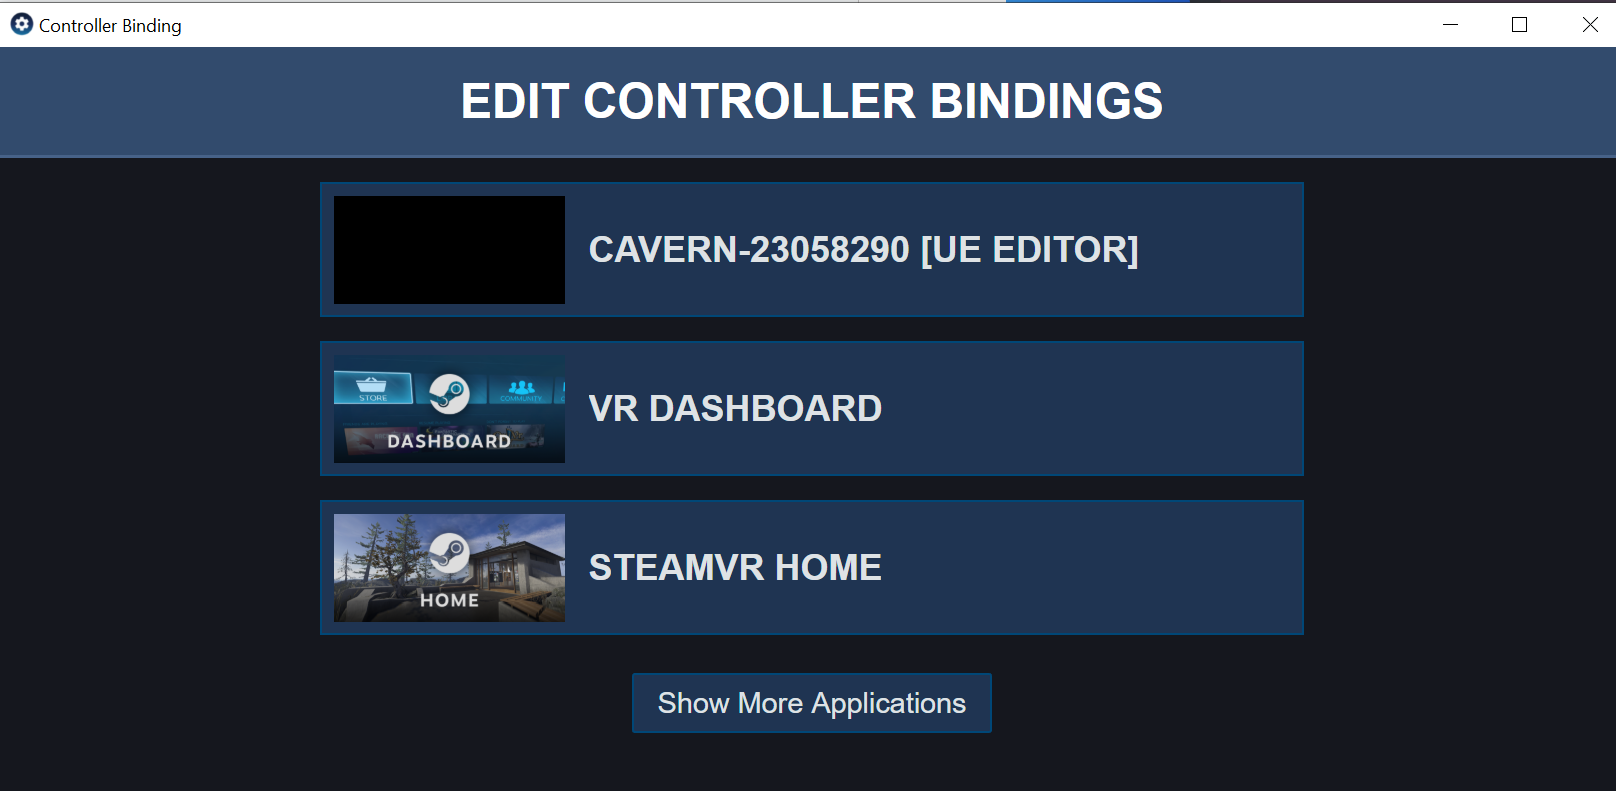 Controller Binding
EDIT CONTROLLER BINDINGS
CAVERN-23058290 [UE EDITOR]
STORE
COMMUNITY
DASHBOARD
VR DASHBOARD
HOME
STEAMVR HOME
Show More Applications